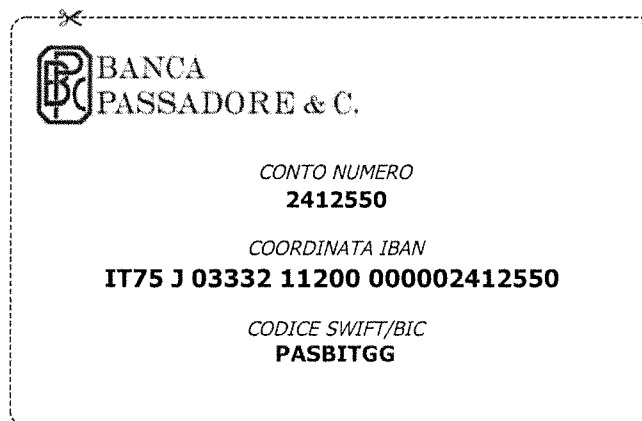 BANCA
PASSADORE & C.
CONTO NUMERO
2412550
COORDINATA IBAN
IT75 J 03332 11200 000002412550
CODICE SWIFT/BIC
PASBITGG